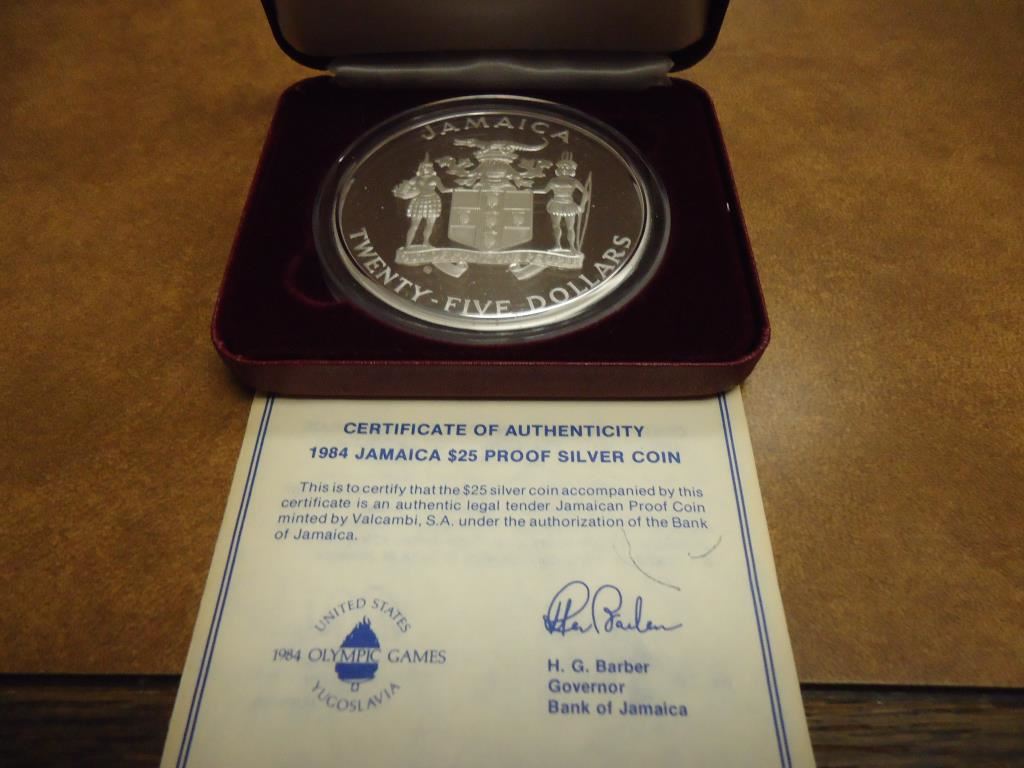 JAMAICA
TWENTY-FIVE DOLLARS
CERTIFICATE OF AUTHENTICITY
1984 JAMAICA $25 PROOF SILVER COIN
This is to certify that the $25 silver coin accompanied by this
certificate is an authentic legal tender Jamaican Proof Coin
minted by Valcambi, S.A. under the authorization of the Bank
of Jamaica.
UNITED STATES
1984 OLYMPIC GAMES
YUGOSLAVIA
H. G. Barber
Governor
Bank of Jamaica